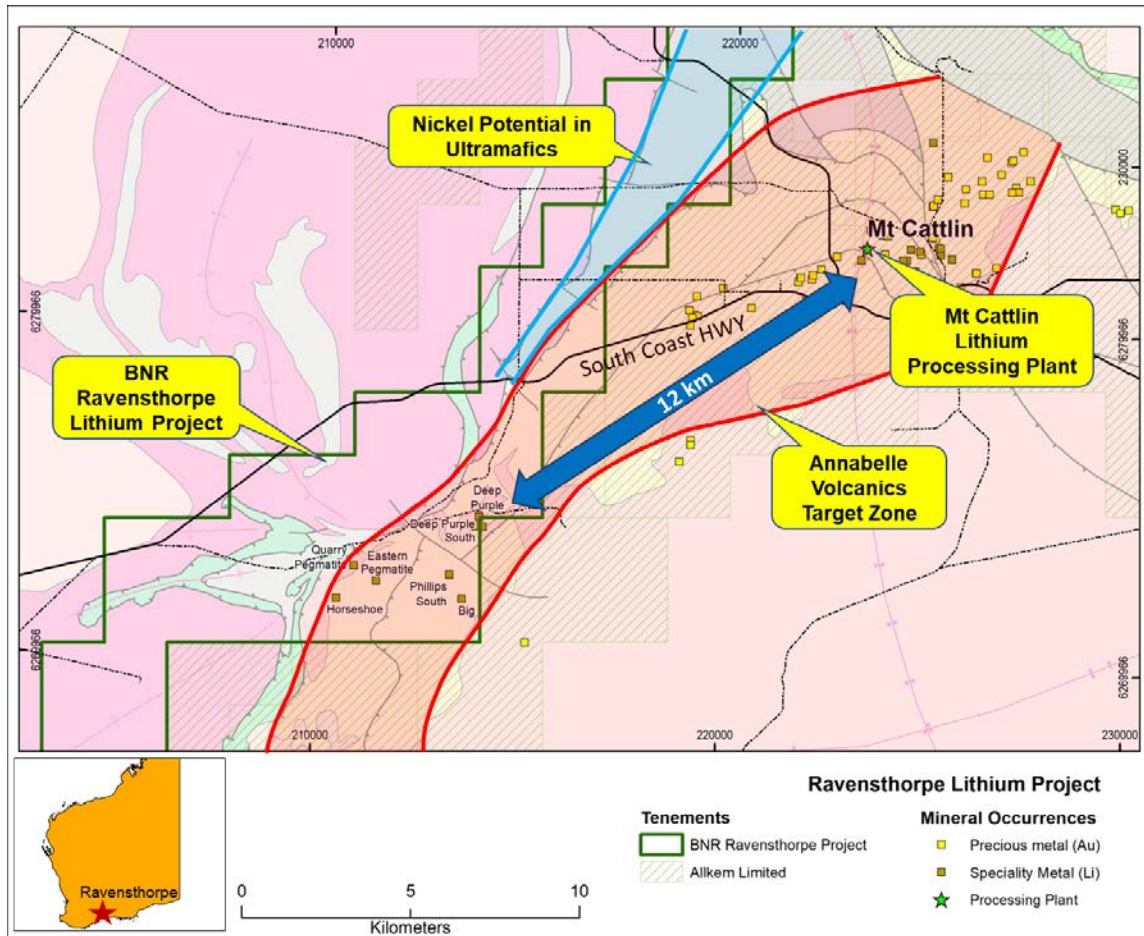 210000
220000
Nickel Potential in
Ultramafics
230000
Mt Cattlin
6279966
South Coast HWY
Mt Cattlin
Lithium
Processing Plant
6279966
BNR
Ravensthorpe
Lithium Project
12 km
Annabelle
Volcanics
Target Zone
Deep
Purple
Deep Purple
South
Quarry
Pegmatite
Eastern
Pegmatite
Phillips
South
Horseshoe
Big
6269966
6269966
210000
220000
230000
Ravensthorpe
0
5
10
Kilometers
Ravensthorpe Lithium Project
Tenements
BNR Ravensthorpe Project
Allkem Limited
Mineral Occurrences
Precious metal (Au)
Speciality Metal (Li)
Processing Plant